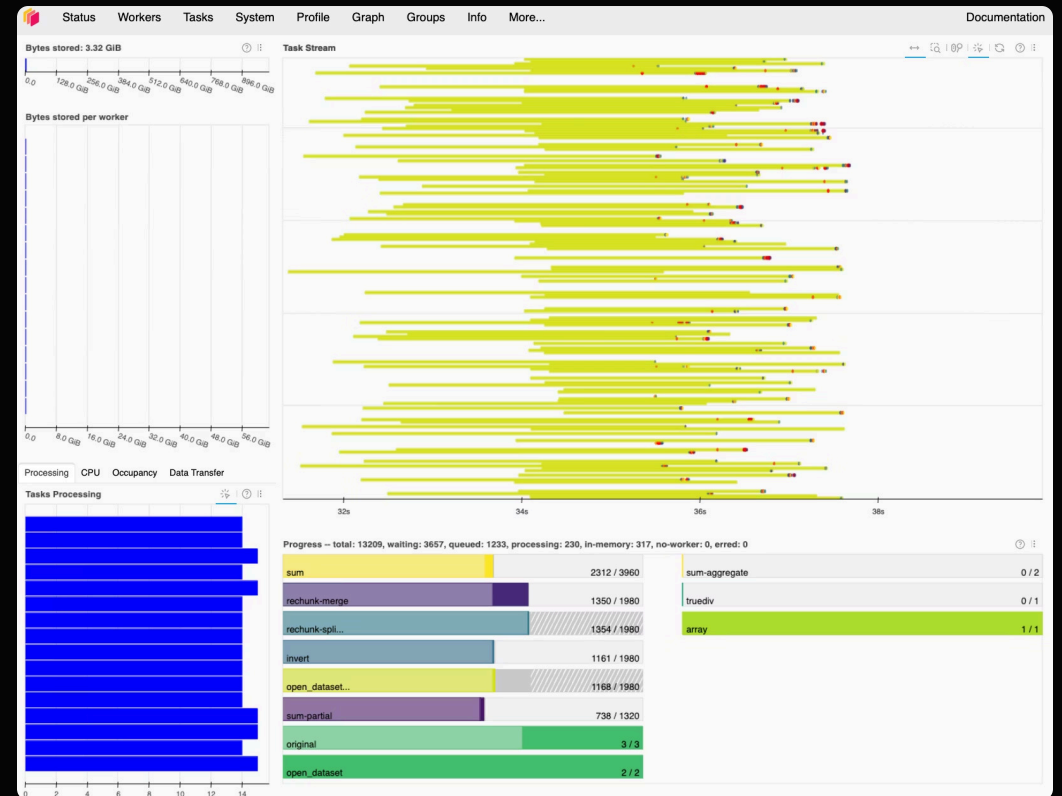 Status Workers Tasks System Profile Graph Groups Info More... Documentation
Bytes stored: 3.32 GiB
0.0 128.0 GiB 256.0 GiB 384.0 GiB 512.0 GiB 640.0 GiB 768.0 GiB 896.0 GiB
Bytes stored per worker
0.0 8.0 GiB 16.0 GiB 24.0 GiB 32.0 GiB 40.0 GiB 48.0 GiB 56.0 GiB
Processing CPU Occupancy Data Transfer
Tasks Processing
0 2 4 6 8 10 12 14
Task Stream
32s 34s 36s 38s
Progress -- total: 13209, waiting: 3657, queued: 1233, processing: 230, in-memory: 317, no-worker: 0, erred: 0
sum 2312 / 3960
rechunk-merge 1350 / 1980
rechunk-spli... 1354 / 1980
invert 1161 / 1980
open_dataset... 1168 / 1980
sum-partial 738 / 1320
original 3 / 3
open_dataset 2 / 2
sum-aggregate 0 / 2
truediv 0 / 1
array 1 / 1